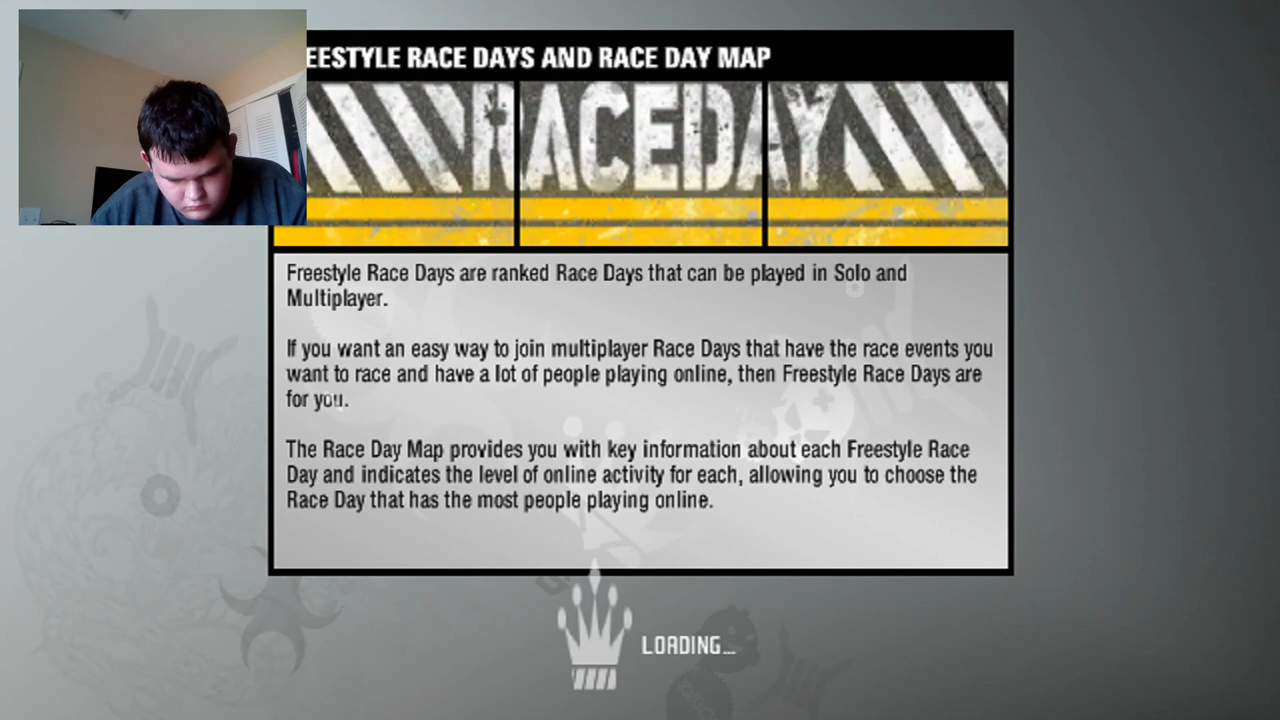 EESTYLE RACE DAYS AND RACE DAY MAP
RACEDAY
Freestyle Race Days are ranked Race Days that can be played in Solo and
Multiplayer.
If you want an easy way to join multiplayer Race Days that have the race events you
want to race and have a lot of people playing online, then Freestyle Race Days are
for you.
The Race Day Map provides you with key information about each Freestyle Race
Day and indicates the level of online activity for each, allowing you to choose the
Race Day that has the most people playing online.
LOADING...